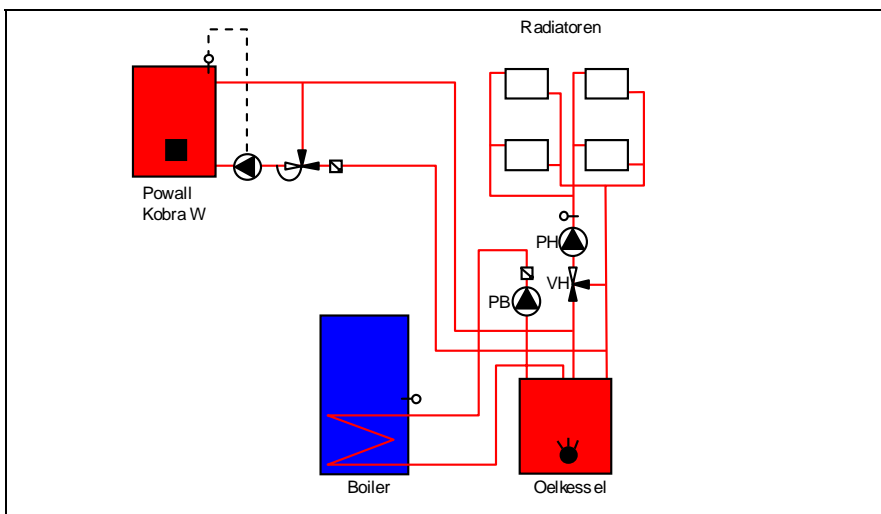 Radiatoren
Powall
Kobra W
PH
VH
PB
Boiler
Oelkessel